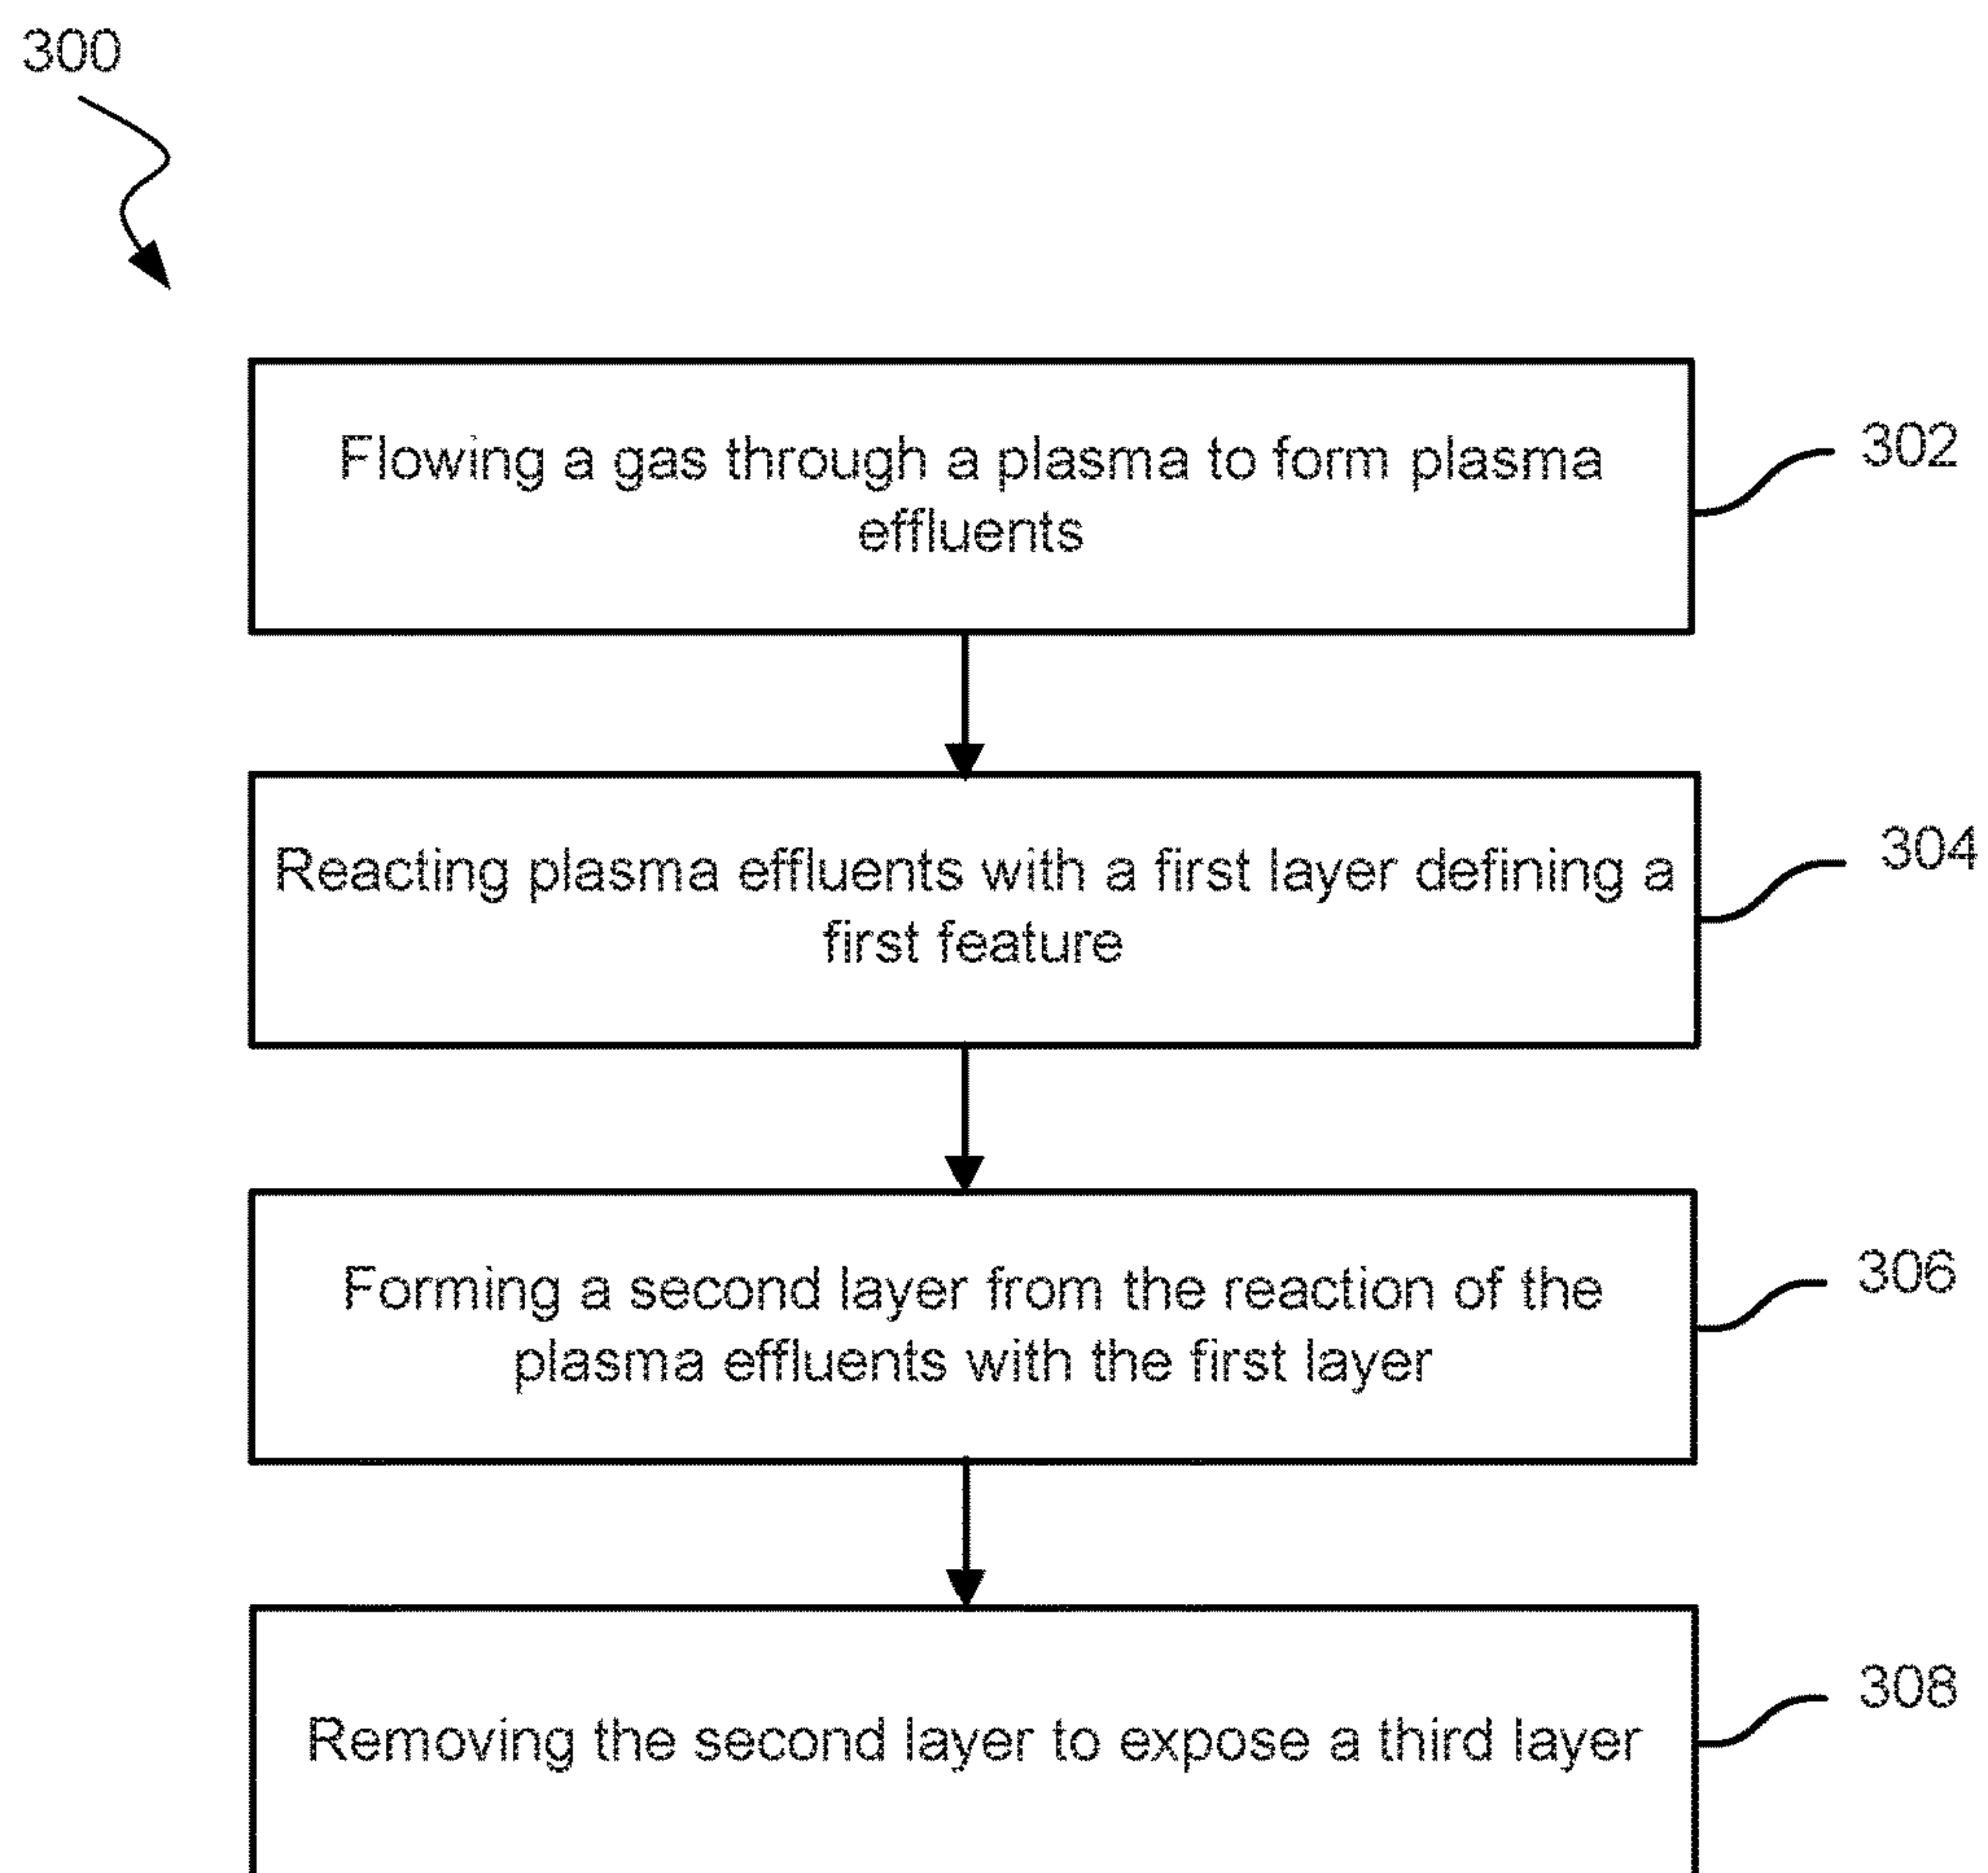 300
Flowing a gas through a plasma to form plasma
effluents
302
Reacting plasma effluents with a first layer defining a
first feature
304
Forming a second layer from the reaction of the
plasma effluents with the first layer
306
Removing the second layer to expose a third layer
308